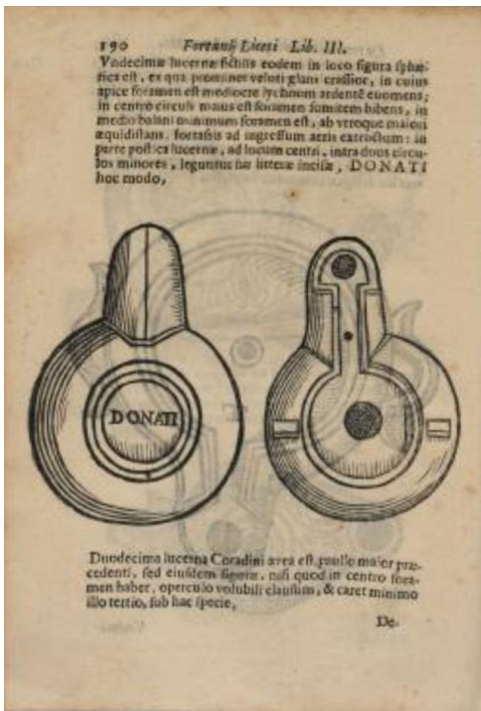 190 Fortunij Liceti Lib. III.
Vndecimæ lucernæ fictilis eodem in loco figura sphæ-
rica est, ex qua prominet veluti glans crassior, in cuius
apice foramen est mediocre lychnum ardentẽ euomens;
in centro circuli maius est foramen fomitem bibens, in
medio balani minimum foramen est, ab vtroque maiori
æquidistans, fortassis ad ingressum aeris extructum: in
parte postica lucernæ, ad locum centri, intra duos circu-
los minores, leguntur hæ litteræ incisæ, DONATI
hoc modo,
DONATI
Duodecima lucerna Coradini ærea est, paullo maior præ-
cedenti, sed eiusdem figuræ, nisi quod in centro fora-
men habet, operculo volubili clausum, & caret minimo
illo tertio, sub hac specie,
De-